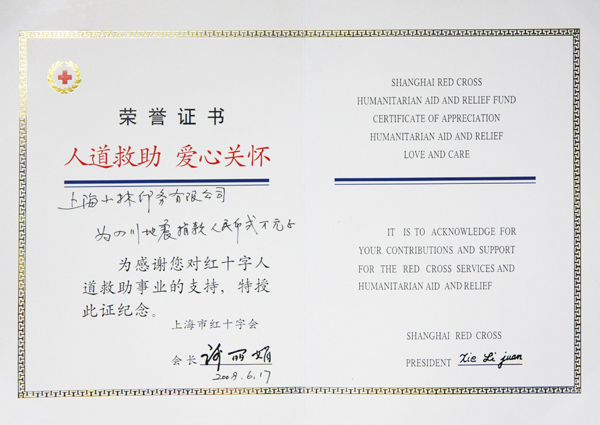 荣誉证书
人道救助 爱心关怀
上海小林印务有限公司
为四川地震捐款人民币弍万元
为感谢您对红十字人
道救助事业的支持，特授
此证纪念。
上海市红十字会
会长 谢丽娟
2008.6.17
SHANGHAI RED CROSS
HUMANITARIAN AID AND RELIEF FUND
CERTIFICATE OF APPRECIATION
HUMANITARIAN AID AND RELIEF
LOVE AND CARE
IT IS TO ACKNOWLEDGE FOR
YOUR CONTRIBUTIONS AND SUPPORT
FOR THE RED CROSS SERVICES AND
HUMANITARIAN AID AND RELIEF
SHANGHAI RED CROSS
PRESIDENT Xie Li juan